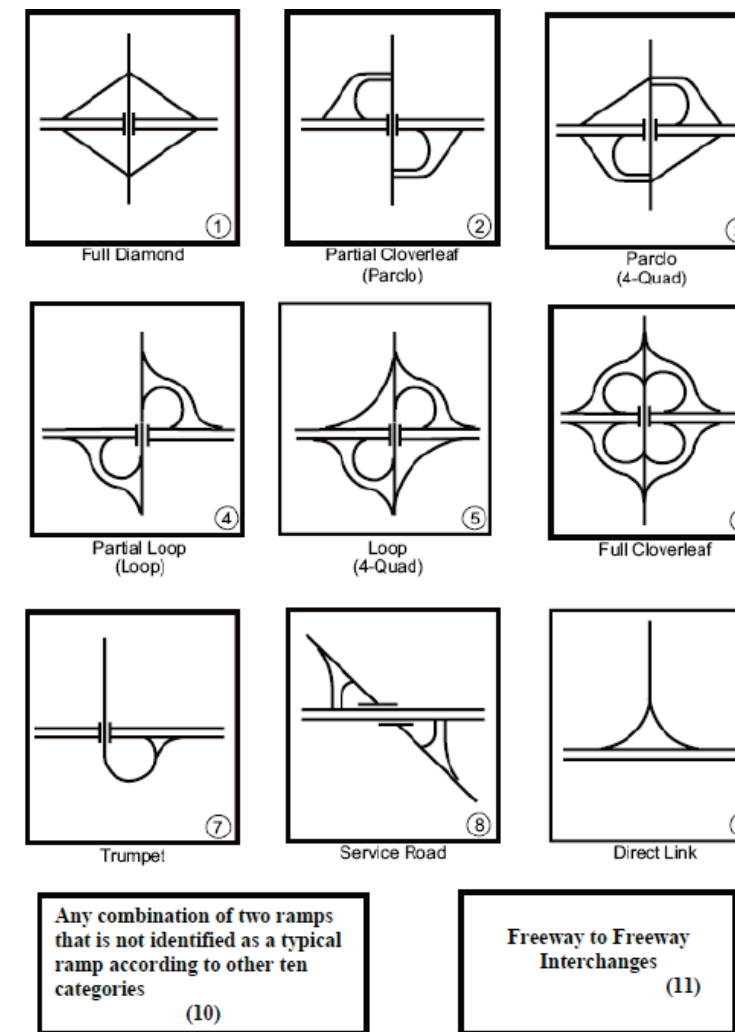 1
Full Diamond
2
Partial Cloverleaf
(Parclo)
Parclo
(4-Quad)
4
Partial Loop
(Loop)
5
Loop
(4-Quad)
Full Cloverleaf
7
Trumpet
8
Service Road
Direct Link
Any combination of two ramps
that is not identified as a typical
ramp according to other ten
categories
(10)
Freeway to Freeway
Interchanges
(11)